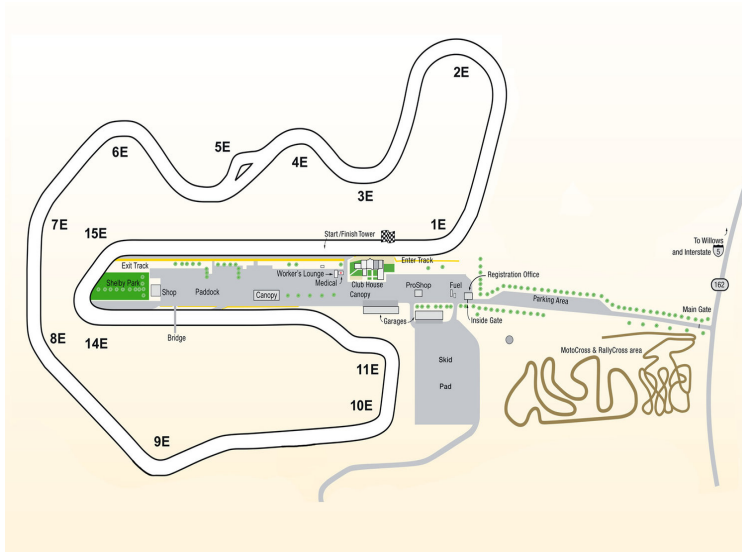 2E
5E
6E
4E
3E
7E
15E
1E
Start /Finish Tower
To Willows
and Interstate 5
Exit Track
Enter Track
Worker's Lounge
Registration Office
162
Shelby Park
Medical
Club House
Canopy
ProShop
Fuel
Shop
Paddock
Canopy
Parking Area
Main Gate
Garages
Inside Gate
8E
14E
Bridge
MotoCross & RallyCross area
11E
Skid
Pad
10E
9E